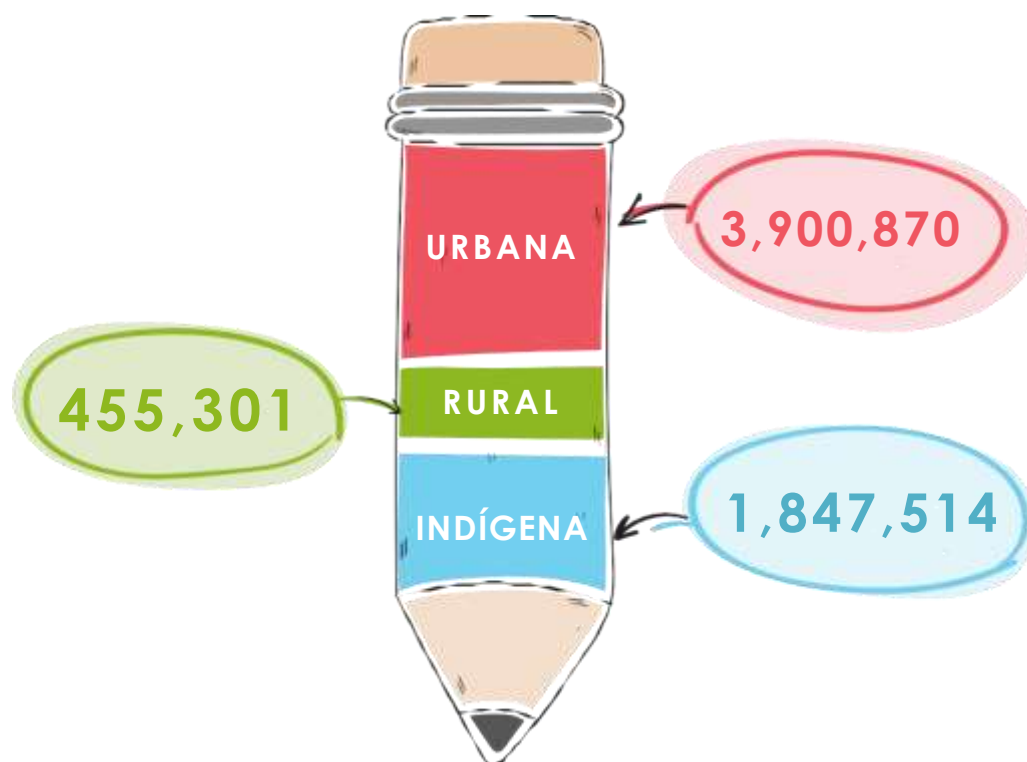 URBANA
3,900,870
455,301
RURAL
INDÍGENA
1,847,514